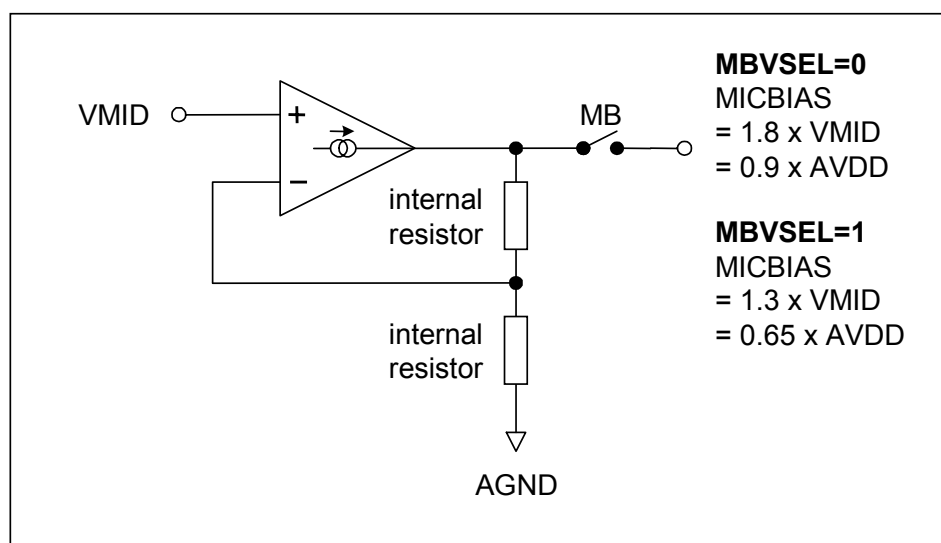 VMID
+
−
MB
internal
resistor
internal
resistor
AGND
MBVSEL=0
MICBIAS
= 1.8 x VMID
= 0.9 x AVDD
MBVSEL=1
MICBIAS
= 1.3 x VMID
= 0.65 x AVDD